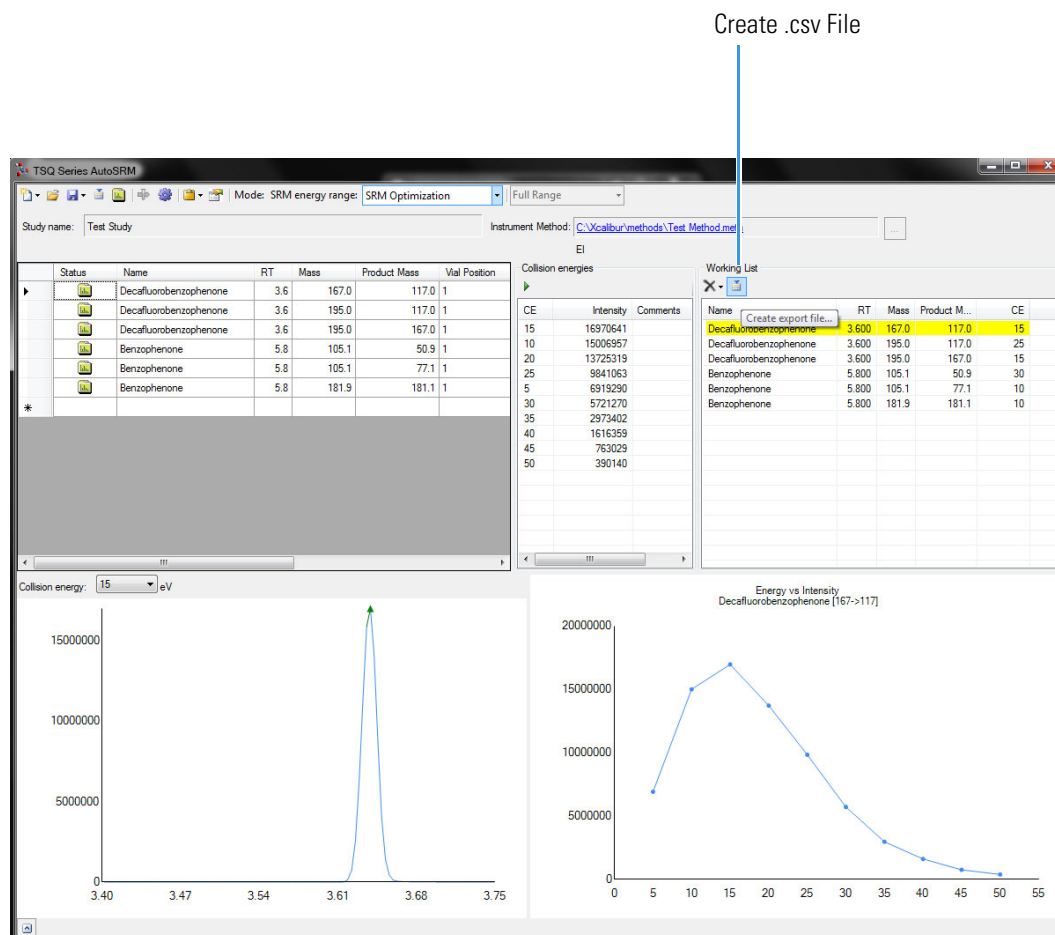 Create .csv File
TSQ Series AutoSRM
Mode: SRM energy range: SRM Optimization Full Range
Study name: Test Study Instrument Method: C:\Xcalibur\methods\Test Method.meth ...
EI
Status Name RT Mass Product Mass Vial Position
Decafluorobenzophenone 3.6 167.0 117.0 1
Decafluorobenzophenone 3.6 195.0 117.0 1
Decafluorobenzophenone 3.6 195.0 167.0 1
Benzophenone 5.8 105.1 50.9 1
Benzophenone 5.8 105.1 77.1 1
Benzophenone 5.8 181.9 181.1 1
Collision energies
CE Intensity Comments
15 16970641
10 15006957
20 13725319
25 9841063
5 6919290
30 5721270
35 2973402
40 1616359
45 763029
50 390140
Working List
Name RT Mass Product M... CE
Create export file...
Decafluorobenzophenone 3.600 167.0 117.0 15
Decafluorobenzophenone 3.600 195.0 117.0 25
Decafluorobenzophenone 3.600 195.0 167.0 15
Benzophenone 5.800 105.1 50.9 30
Benzophenone 5.800 105.1 77.1 10
Benzophenone 5.800 181.9 181.1 10
Collision energy: 15 eV
15000000
10000000
5000000
0
3.40 3.47 3.54 3.61 3.68 3.75
Energy vs Intensity
Decafluorobenzophenone [167->117]
20000000
15000000
10000000
5000000
0
0 5 10 15 20 25 30 35 40 45 50 55